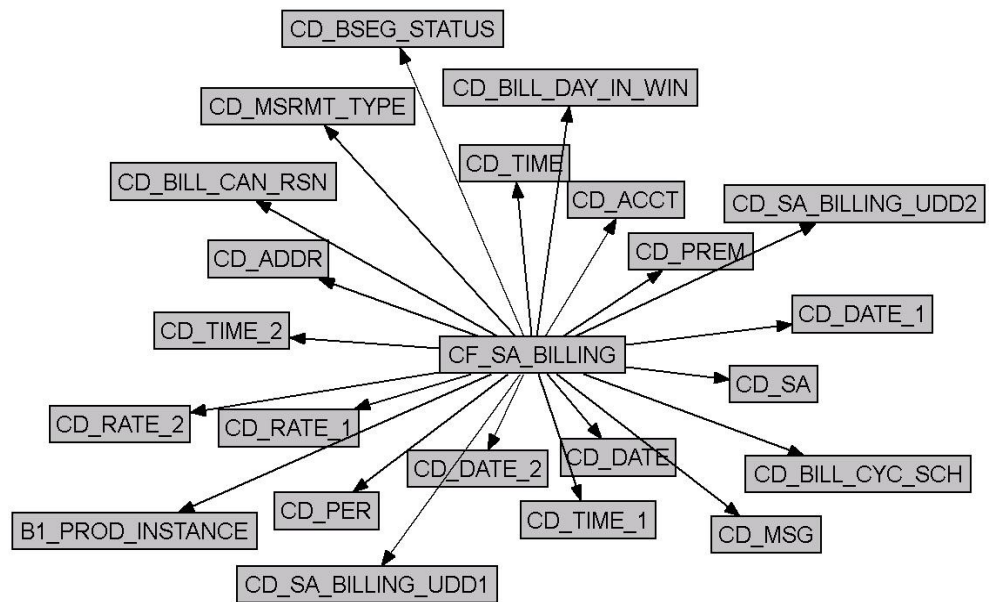 CD_BSEG_STATUS
CD_BILL_DAY_IN_WIN
CD_MSRMT_TYPE
CD_TIME
CD_BILL_CAN_RSN
CD_ACCT
CD_SA_BILLING_UDD2
CD_PREM
CD_ADDR
CD_DATE_1
CD_TIME_2
CF_SA_BILLING
CD_SA
CD_RATE_2
CD_RATE_1
CD_DATE
CD_DATE_2
CD_BILL_CYC_SCH
CD_PER
CD_TIME_1
B1_PROD_INSTANCE
CD_MSG
CD_SA_BILLING_UDD1